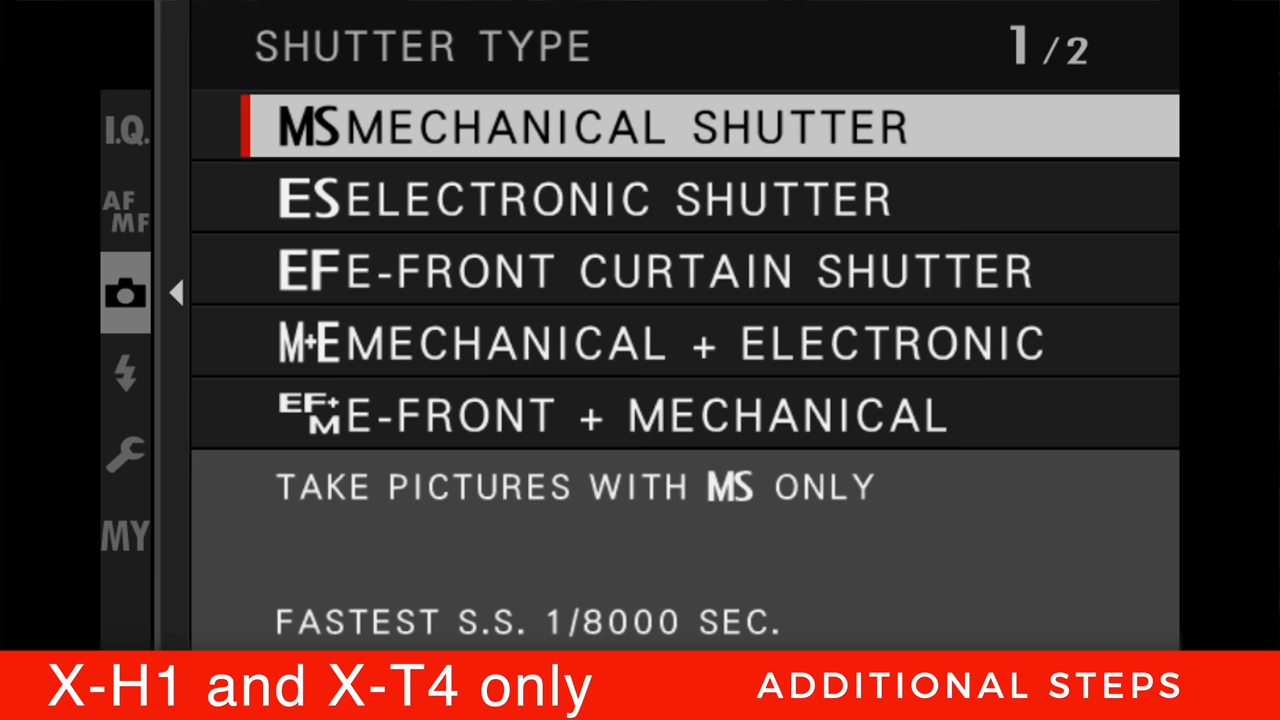 SHUTTER TYPE 1/2
I.Q.
AF
MF
MS MECHANICAL SHUTTER
ES ELECTRONIC SHUTTER
EF E-FRONT CURTAIN SHUTTER
M+E MECHANICAL + ELECTRONIC
EF+M E-FRONT + MECHANICAL
MY
TAKE PICTURES WITH MS ONLY
FASTEST S.S. 1/8000 SEC.
X-H1 and X-T4 only
ADDITIONAL STEPS